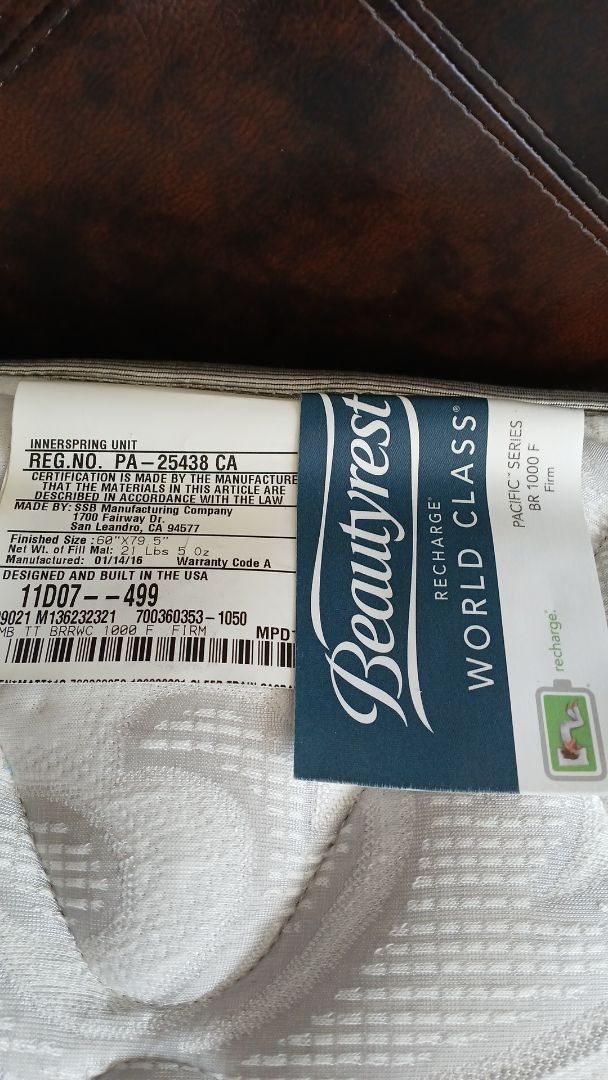 INNERSPRING UNIT
REG.NO. PA-25438 CA
CERTIFICATION IS MADE BY THE MANUFACTURE
THAT THE MATERIALS IN THIS ARTICLE ARE
DESCRIBED IN ACCORDANCE WITH THE LAW
MADE BY: SSB Manufacturing Company
1700 Fairway Dr.
San Leandro, CA 94577
Finished Size :60"X79.5"
Net Wt. of Fill Mat: 21 Lbs 5 Oz
Manufactured: 01/14/16 Warranty Code A
DESIGNED AND BUILT IN THE USA
11D07--499
9021 M136232321 700360353-1050
MB TT BRRWC 1000 F FIRM MPD1
Beautyrest
RECHARGE®
WORLD CLASS®
PACIFIC™ SERIES
BR 1000 F
Firm
recharge.